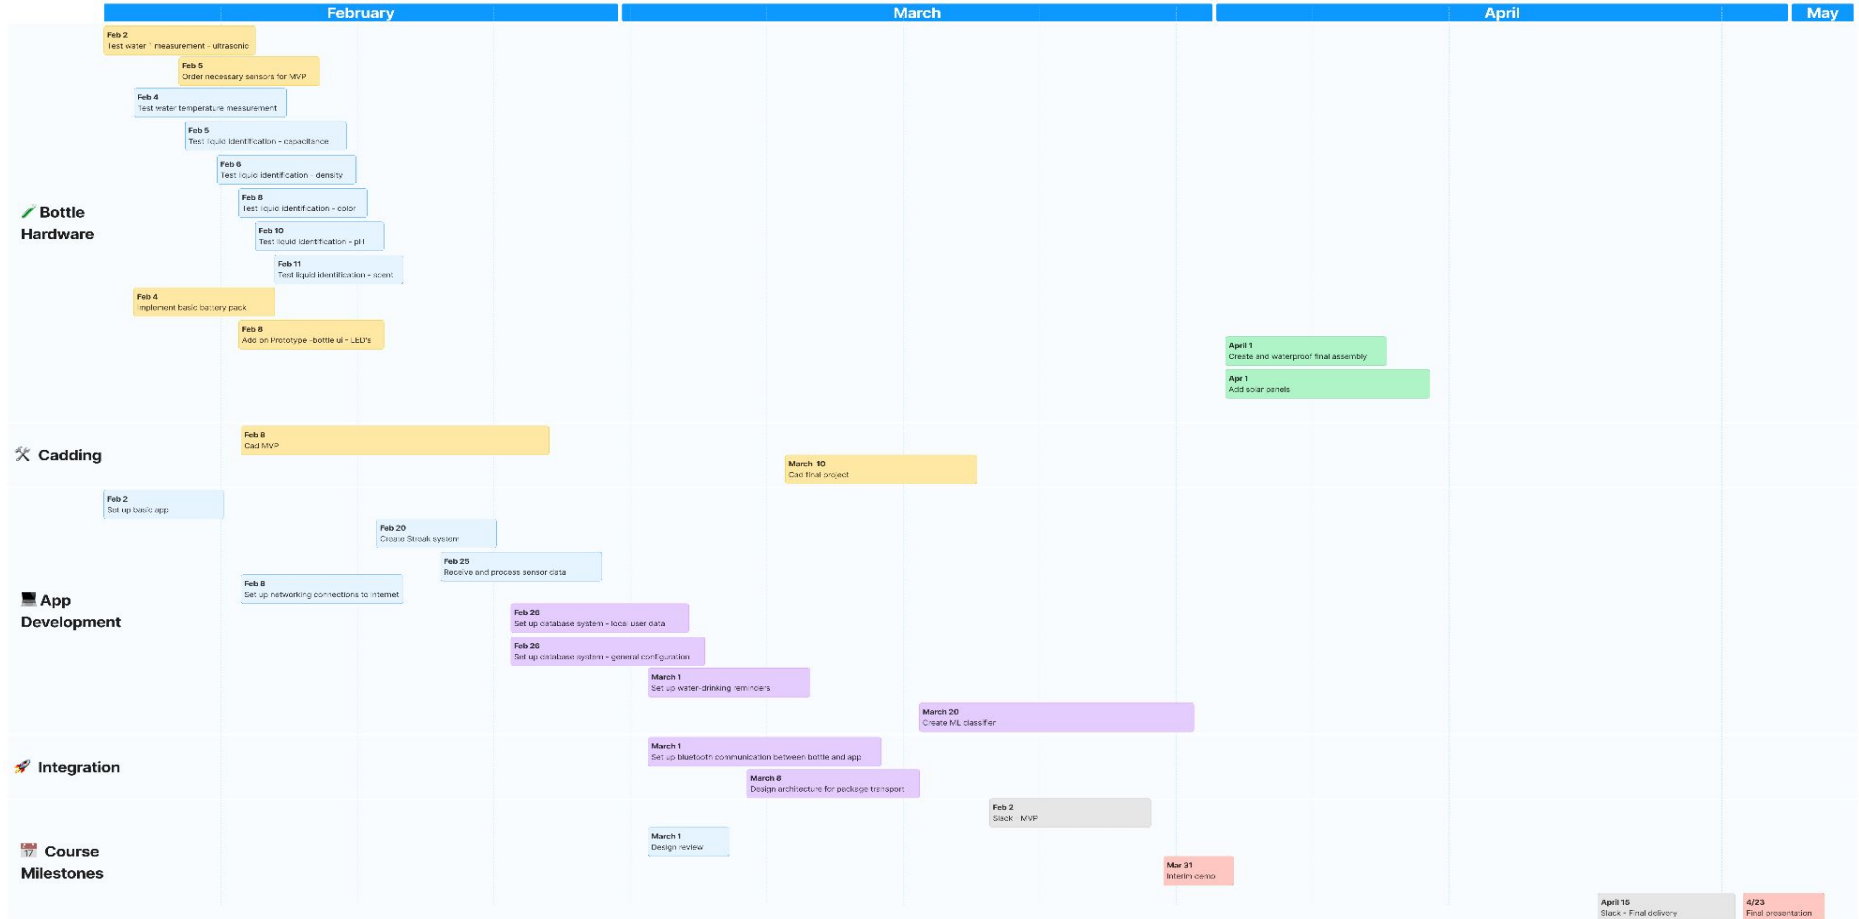 February
March
April
May
Feb 2
Test water measurement - ultrasonic
Feb 5
Order necessary sensors for MVP
Feb 4
Test water temperature measurement
Feb 5
Test liquid identification - capacitance
Feb 6
Test liquid identification - density
Feb 8
Test liquid identification - color
Bottle
Hardware
Feb 10
Test liquid identification - pH
Feb 11
Test liquid identification - scent
Feb 4
Implement basic battery pack
Feb 8
Add on Prototype -bottle ui - LED's
April 1
Create and waterproof final assembly
Apr 1
Add solar panels
Cadding
Feb 8
Cad MVP
March 10
Cad final project
Feb 2
Set up basic app
Feb 20
Create Streak system
Feb 25
Receive and process sensor data
Feb 8
Set up networking connections to internet
App
Development
Feb 26
Set up database system - local user data
Feb 26
Set up database system - general configuration
March 1
Set up water-drinking reminders
March 20
Create ML classifier
Integration
March 1
Set up bluetooth communication between bottle and app
March 8
Design architecture for package transport
Feb 2
Slack - MVP
17 Course
Milestones
March 1
Design review
Mar 31
Interim demo
April 15
Slack - Final delivery
4/23
Final presentation